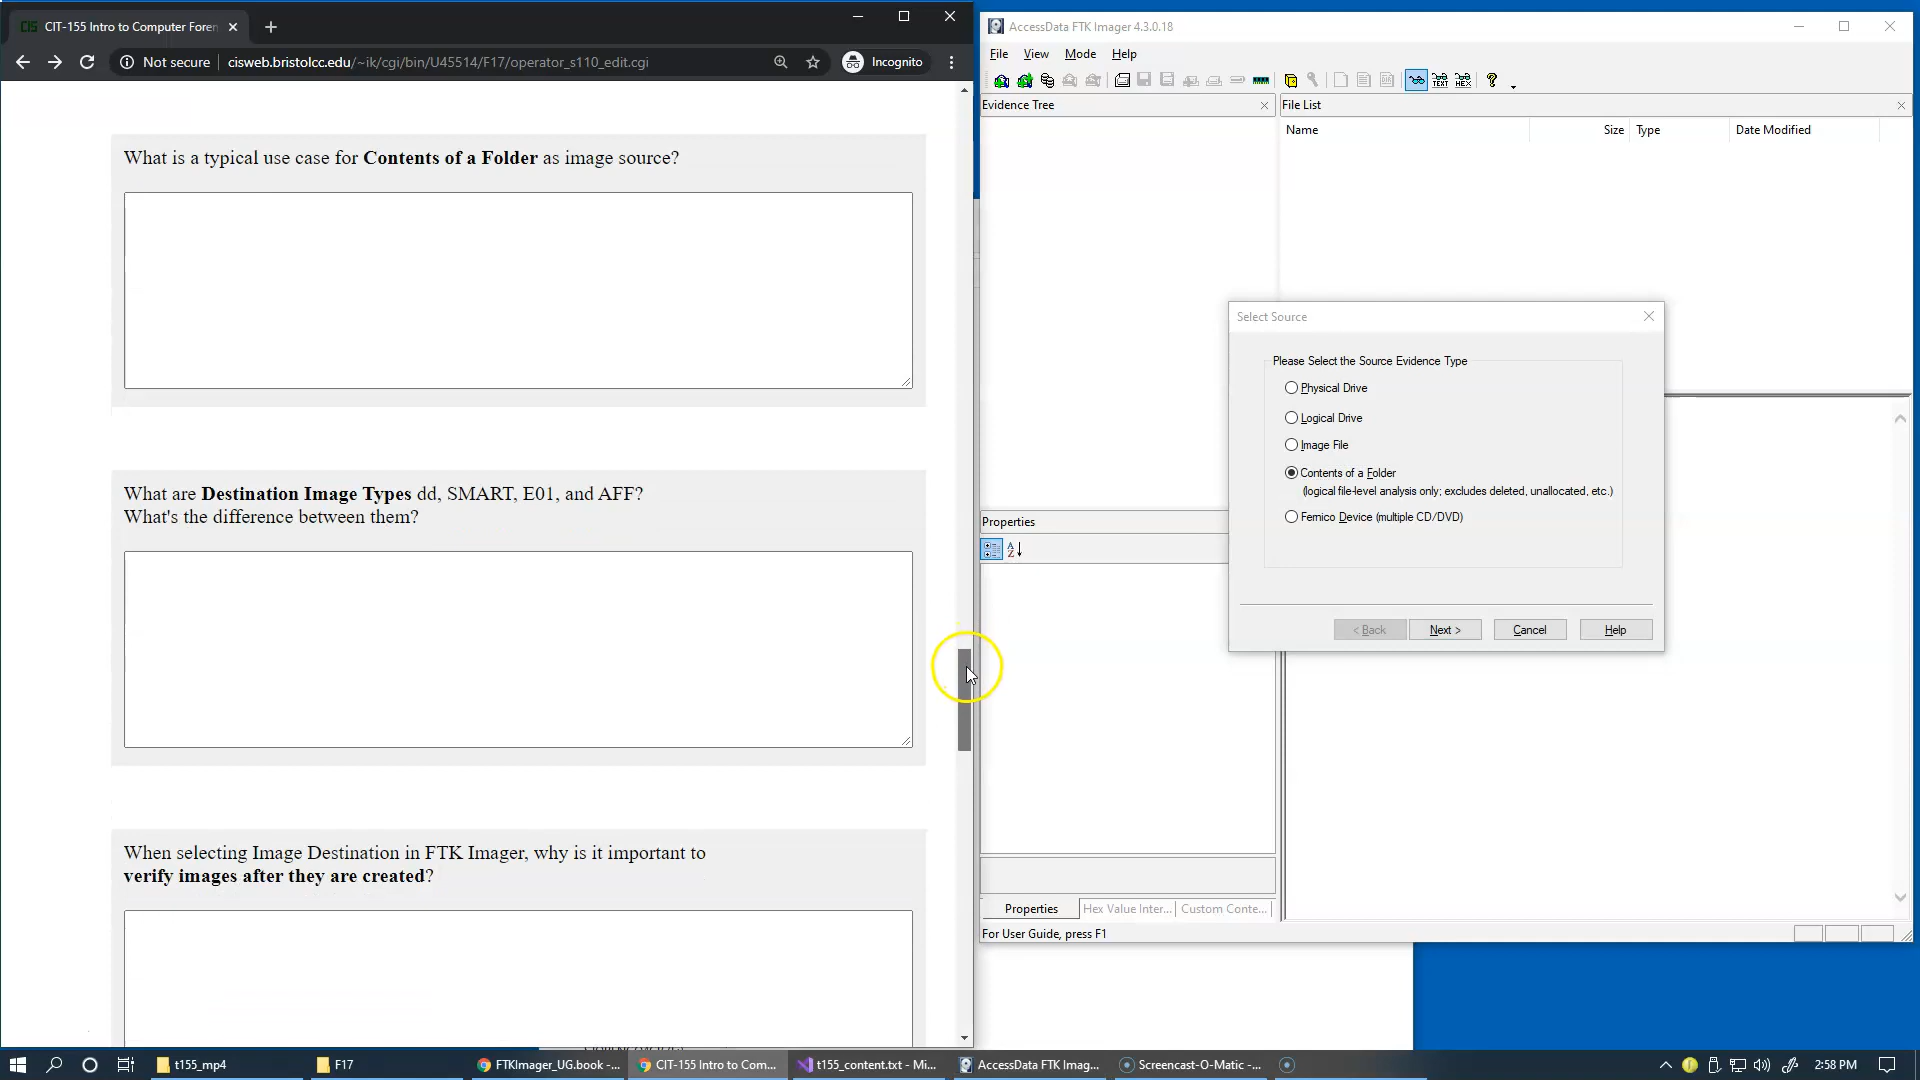 CIS CIT-155 Intro to Computer Foren
Not secure cisweb.bristolcc.edu/~ik/cgi/bin/U45514/F17/operator_s110_edit.cgi Incognito
What is a typical use case for Contents of a Folder as image source?
What are Destination Image Types dd, SMART, E01, and AFF?
What's the difference between them?
When selecting Image Destination in FTK Imager, why is it important to
verify images after they are created?
AccessData FTK Imager 4.3.0.18
File View Mode Help
Evidence Tree
File List
Name Size Type Date Modified
Select Source
Please Select the Source Evidence Type
Physical Drive
Logical Drive
Image File
Contents of a Folder
(logical file-level analysis only; excludes deleted, unallocated, etc.)
Fernico Device (multiple CD/DVD)
< Back Next > Cancel Help
Properties
Properties Hex Value Inter... Custom Conte...
For User Guide, press F1
t155_mp4 F17 FTKImager_UG.book -... CIT-155 Intro to Com... t155_content.txt - Mi... AccessData FTK Imag... Screencast-O-Matic -... 2:58 PM